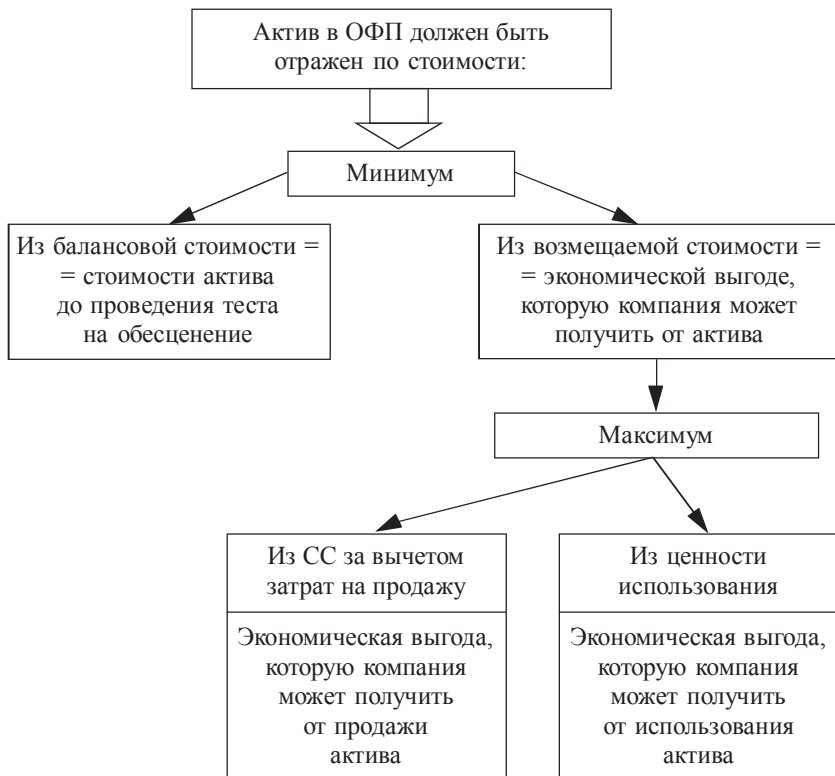 Актив в ОФП должен быть
отражен по стоимости:
Минимум
Из балансовой стоимости =
= стоимости актива
до проведения теста
на обесценение
Из возмещаемой стоимости =
= экономической выгоде,
которую компания может
получить от актива
Максимум
Из СС за вычетом
затрат на продажу
Экономическая выгода,
которую компания
может получить
от продажи
актива
Из ценности
использования
Экономическая выгода,
которую компания
может получить
от использования
актива